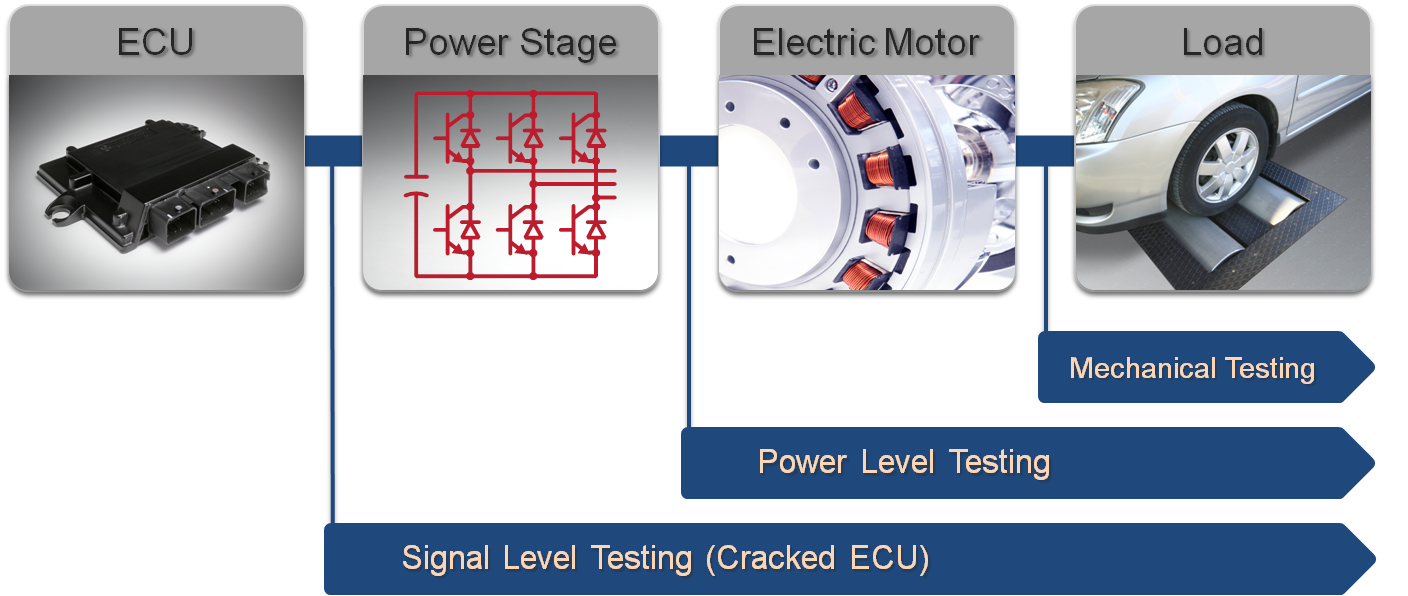 ECU
Power Stage
Electric Motor
Load
Mechanical Testing
Power Level Testing
Signal Level Testing (Cracked ECU)